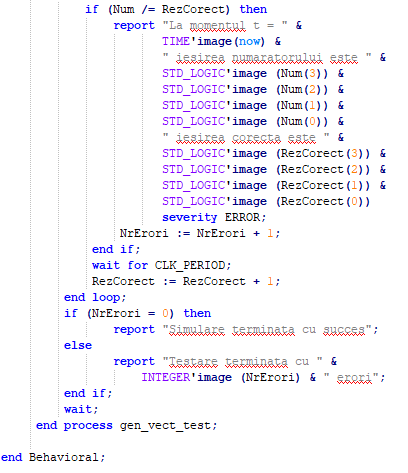 if (Num /= RezCorect) then
report "La momentul t = " &
TIME'image(now) &
" iesirea numaratorului este " &
STD_LOGIC'image (Num(3)) &
STD_LOGIC'image (Num(2)) &
STD_LOGIC'image (Num(1)) &
STD_LOGIC'image (Num(0)) &
" iesirea corecta este " &
STD_LOGIC'image (RezCorect(3)) &
STD_LOGIC'image (RezCorect(2)) &
STD_LOGIC'image (RezCorect(1)) &
STD_LOGIC'image (RezCorect(0))
severity ERROR;
NrErori := NrErori + 1;
end if;
wait for CLK_PERIOD;
RezCorect := RezCorect + 1;
end loop;
if (NrErori = 0) then
report "Simulare terminata cu succes";
else
report "Testare terminata cu " &
INTEGER'image (NrErori) & " erori";
end if;
wait;
end process gen_vect_test;
end Behavioral;